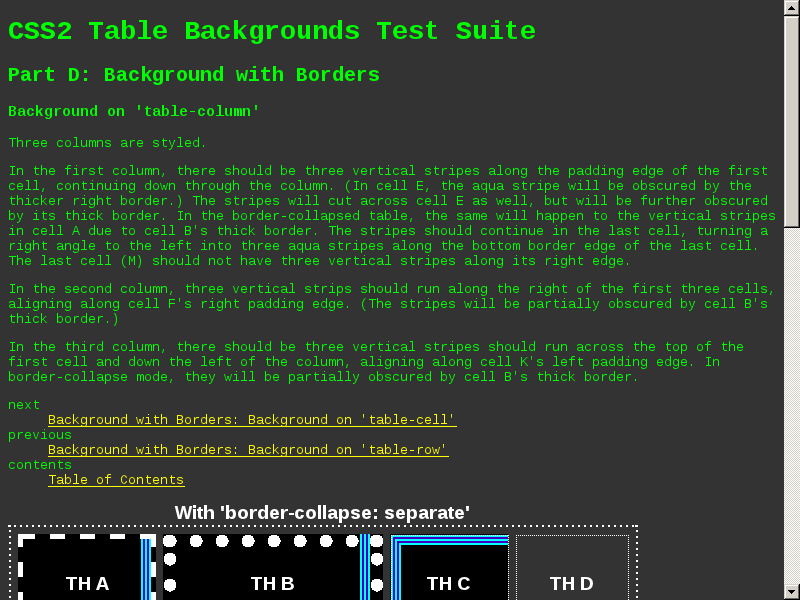 CSS2 Table Backgrounds Test Suite
Part D: Background with Borders
Background on 'table-column'
Three columns are styled.
In the first column, there should be three vertical stripes along the padding edge of the first
cell, continuing down through the column. (In cell E, the aqua stripe will be obscured by the
thicker right border.) The stripes will cut across cell E as well, but will be further obscured
by its thick border. In the border-collapsed table, the same will happen to the vertical stripes
in cell A due to cell B's thick border. The stripes should continue in the last cell, turning a
right angle to the left into three aqua stripes along the bottom border edge of the last cell.
The last cell (M) should not have three vertical stripes along its right edge.
In the second column, three vertical strips should run along the right of the first three cells,
aligning along cell F's right padding edge. (The stripes will be partially obscured by cell B's
thick border.)
In the third column, there should be three vertical stripes should run across the top of the
first cell and down the left of the column, aligning along cell K's left padding edge. In
border-collapse mode, they will be partially obscured by cell B's thick border.
next
Background with Borders: Background on 'table-cell'
previous
Background with Borders: Background on 'table-row'
contents
Table of Contents
With 'border-collapse: separate'
TH A TH B TH C TH D